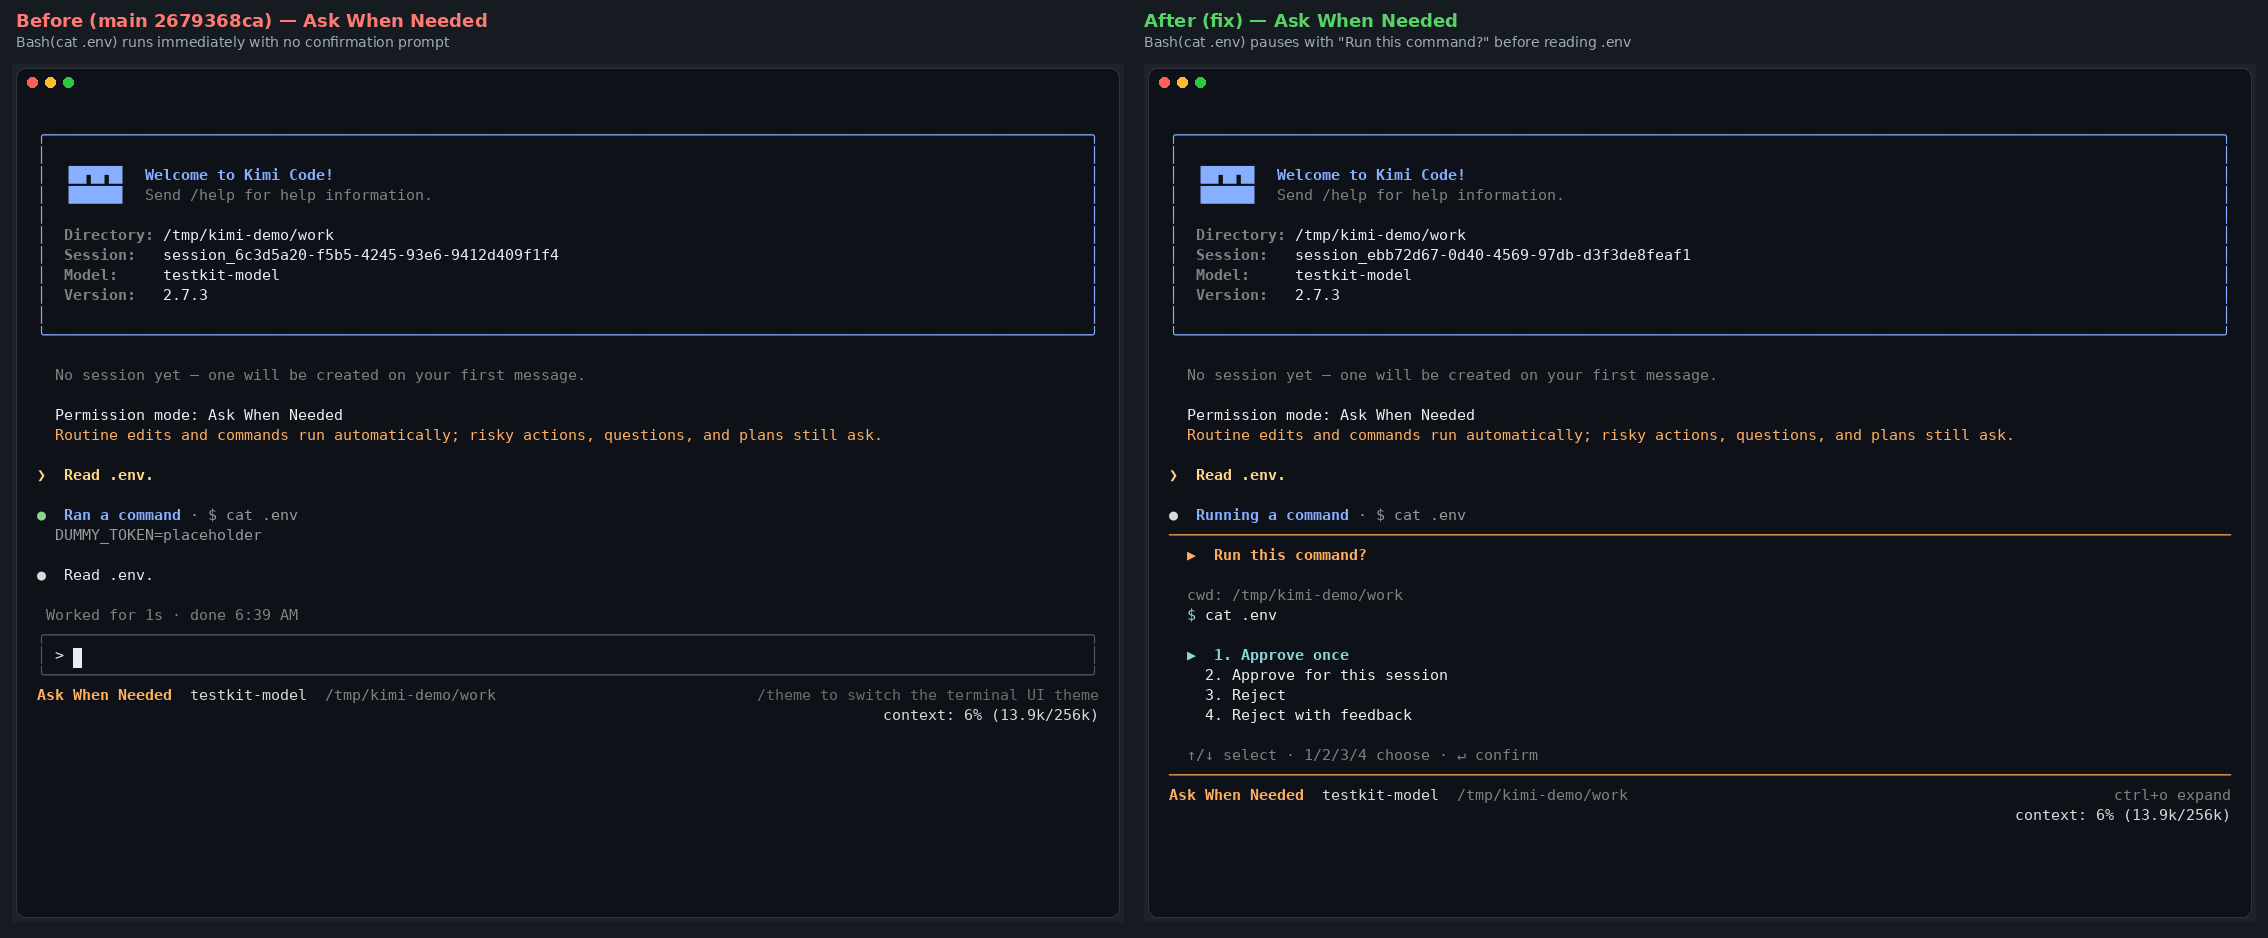 Before (main 2679368ca) — Ask When Needed
Bash(cat .env) runs immediately with no confirmation prompt
Welcome to Kimi Code!
Send /help for help information.
Directory: /tmp/kimi-demo/work
Session: session_6c3d5a20-f5b5-4245-93e6-9412d409f1f4
Model: testkit-model
Version: 2.7.3
No session yet — one will be created on your first message.
Permission mode: Ask When Needed
Routine edits and commands run automatically; risky actions, questions, and plans still ask.
❯ Read .env.
● Ran a command · $ cat .env
DUMMY_TOKEN=placeholder
● Read .env.
Worked for 1s · done 6:39 AM
>
Ask When Needed testkit-model /tmp/kimi-demo/work /theme to switch the terminal UI theme
context: 6% (13.9k/256k)
After (fix) — Ask When Needed
Bash(cat .env) pauses with "Run this command?" before reading .env
Welcome to Kimi Code!
Send /help for help information.
Directory: /tmp/kimi-demo/work
Session: session_ebb72d67-0d40-4569-97db-d3f3de8feaf1
Model: testkit-model
Version: 2.7.3
No session yet — one will be created on your first message.
Permission mode: Ask When Needed
Routine edits and commands run automatically; risky actions, questions, and plans still ask.
❯ Read .env.
● Running a command · $ cat .env
▶ Run this command?
cwd: /tmp/kimi-demo/work
$ cat .env
▶ 1. Approve once
2. Approve for this session
3. Reject
4. Reject with feedback
↑/↓ select · 1/2/3/4 choose · ↵ confirm
Ask When Needed testkit-model /tmp/kimi-demo/work ctrl+o expand
context: 6% (13.9k/256k)